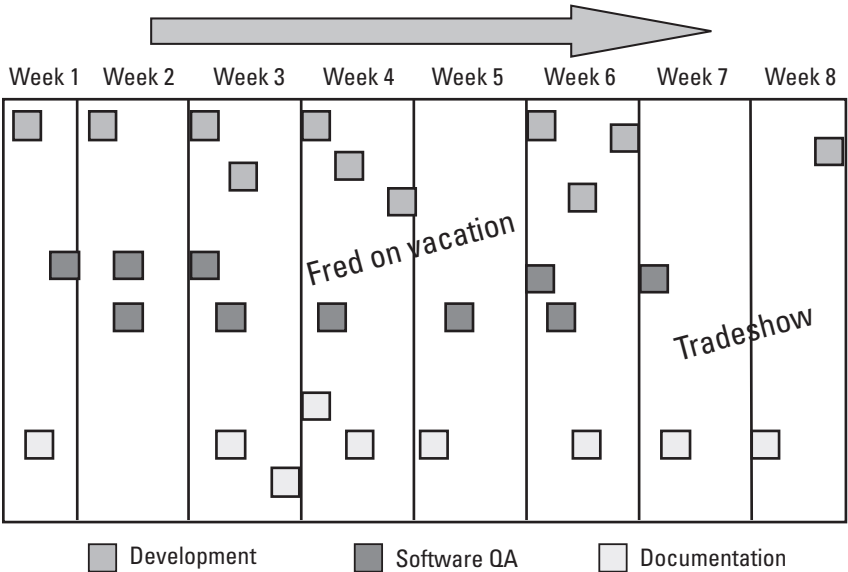 Week 1 Week 2 Week 3 Week 4 Week 5 Week 6 Week 7 Week 8
Fred on vacation
Tradeshow
Development Software QA Documentation